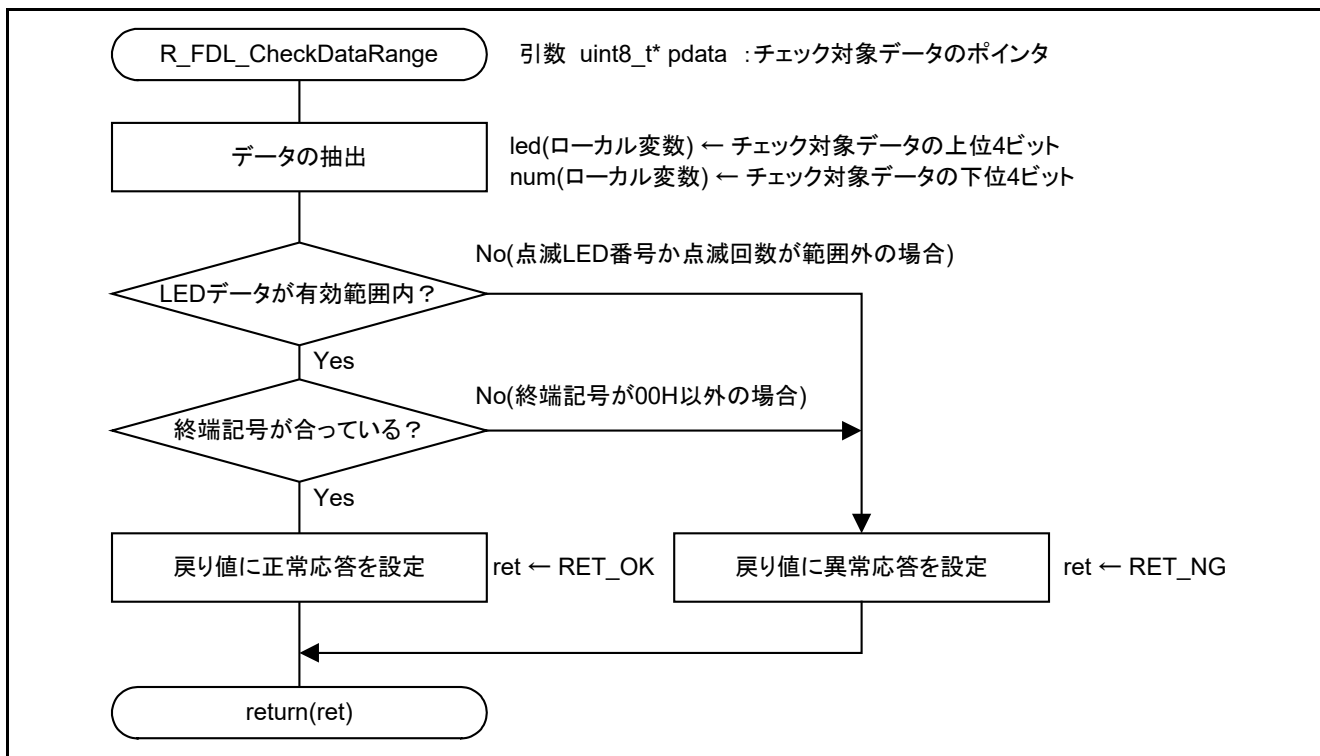 R_FDL_CheckDataRange
引数 uint8_t* pdata :チェック対象データのポインタ
データの抽出
led(ローカル変数) ← チェック対象データの上位4ビット
num(ローカル変数) ← チェック対象データの下位4ビット
No(点滅LED番号か点滅回数が範囲外の場合)
LEDデータが有効範囲内？
Yes
No(終端記号が00H以外の場合)
終端記号が合っている？
Yes
戻り値に正常応答を設定
ret ← RET_OK
戻り値に異常応答を設定
ret ← RET_NG
return(ret)